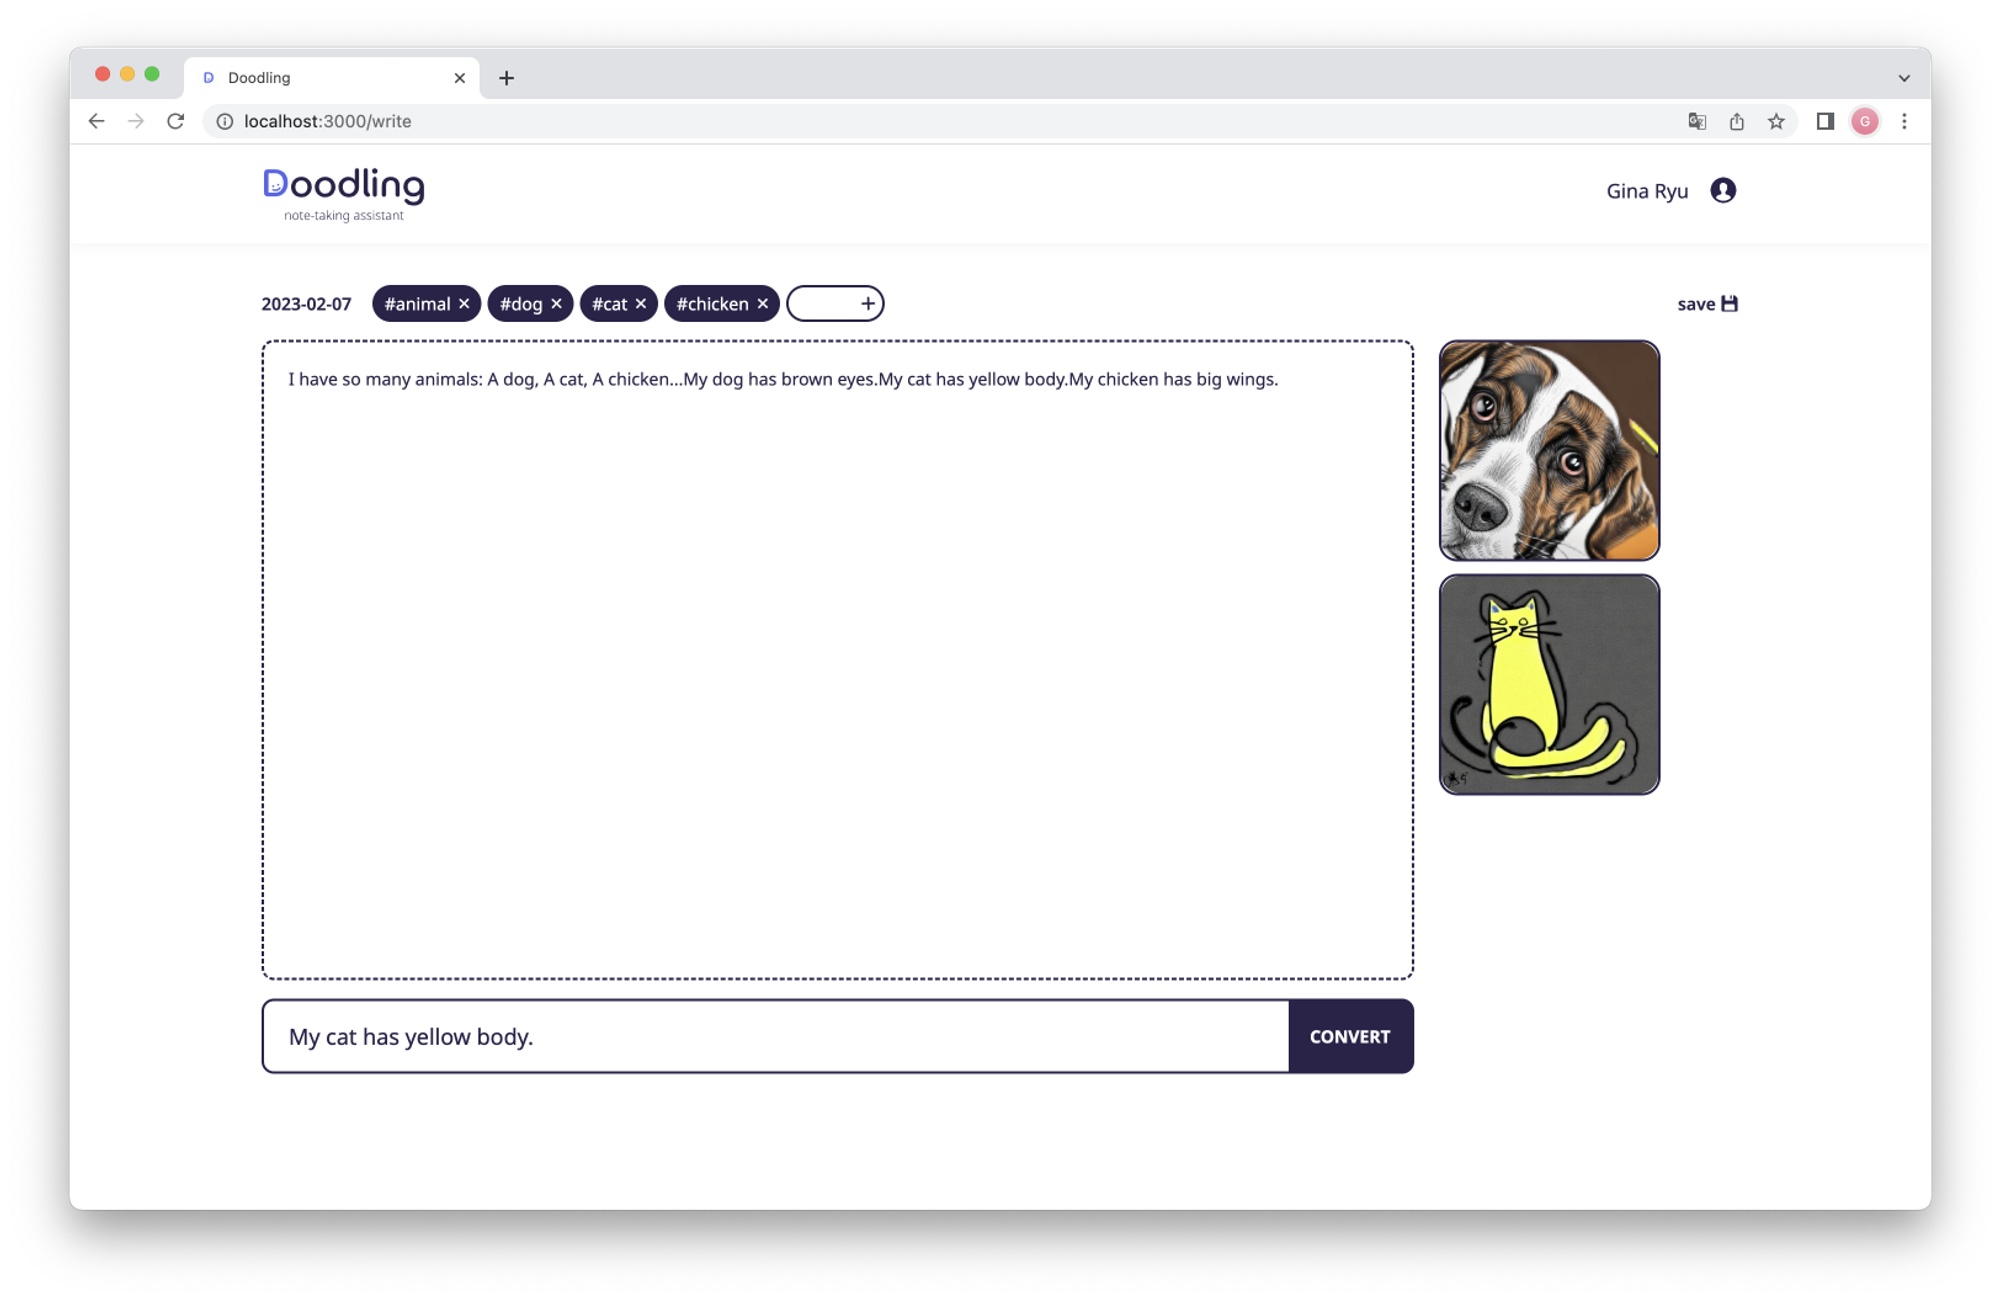 Doodling
localhost:3000/write
G
Doodling
note-taking assistant
Gina Ryu
2023-02-07 #animal #dog #cat #chicken save
I have so many animals: A dog, A cat, A chicken...My dog has brown eyes.My cat has yellow body.My chicken has big wings.
My cat has yellow body. CONVERT